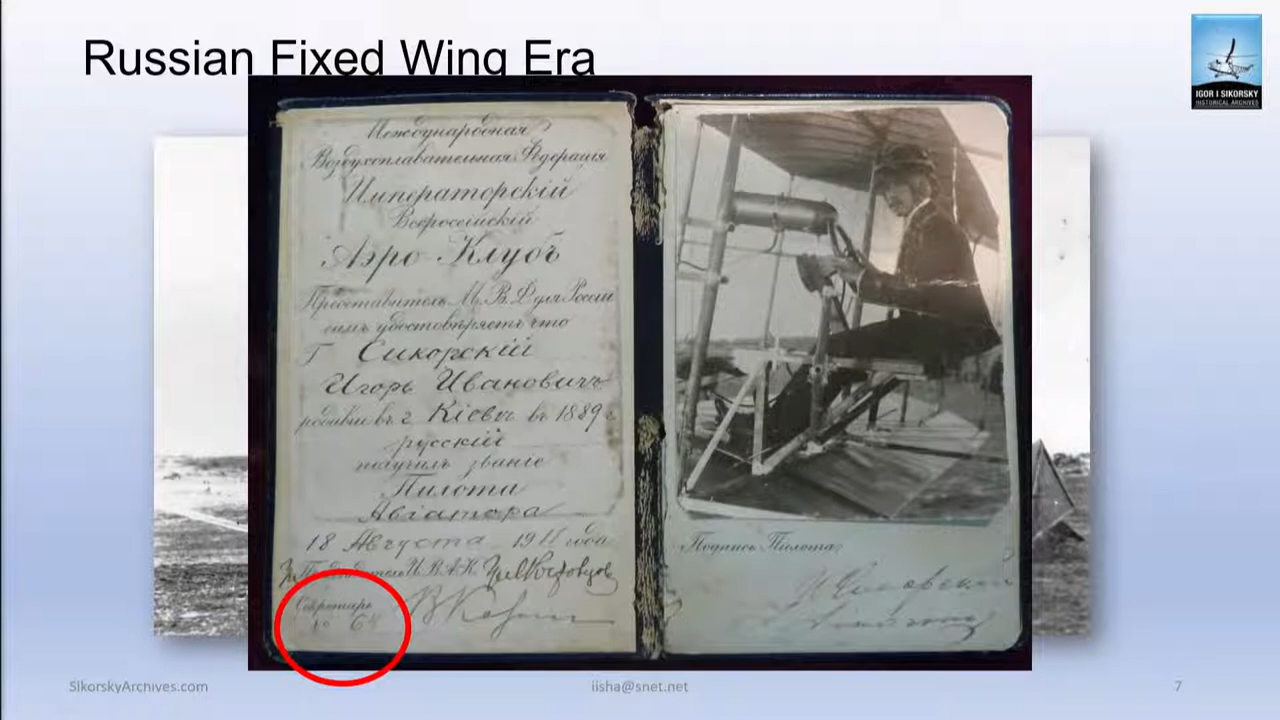 Russian Fixed Wing Era
IGOR I SIKORSKY
HISTORICAL ARCHIVES
Международная
Воздухоплавательная Федерація
Императорскій
Всероссійскій
Аэро Клубъ
Представитель М.В.Ф для Россіи
симъ удостовѣряетъ что
Г Сикорскій
Игорь Ивановичъ
родивш въ г Кіевѣ въ 1889 г
русскій
получилъ званіе
Пилота
Авіатора
18 Августа 1911 года
И.В.А.К.
Секретарь
№ 64
Подпись Пилота
SikorskyArchives.com
iisha@snet.net
7